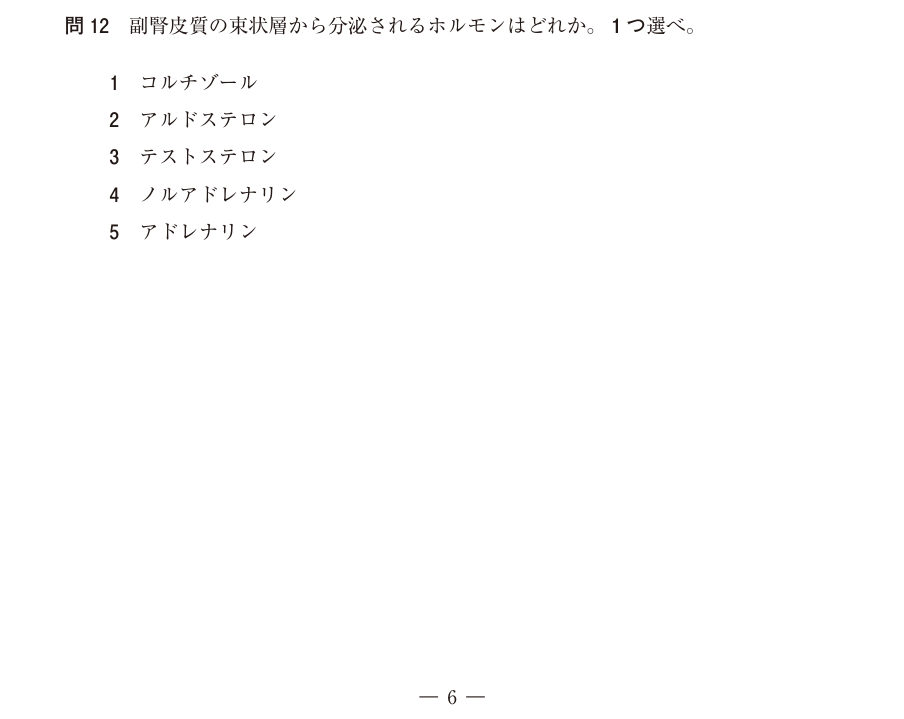 問 12 副腎皮質の束状層から分泌されるホルモンはどれか。1つ選べ。
1 コルチゾール
2 アルドステロン
3 テストステロン
4 ノルアドレナリン
5 アドレナリン
— 6 —